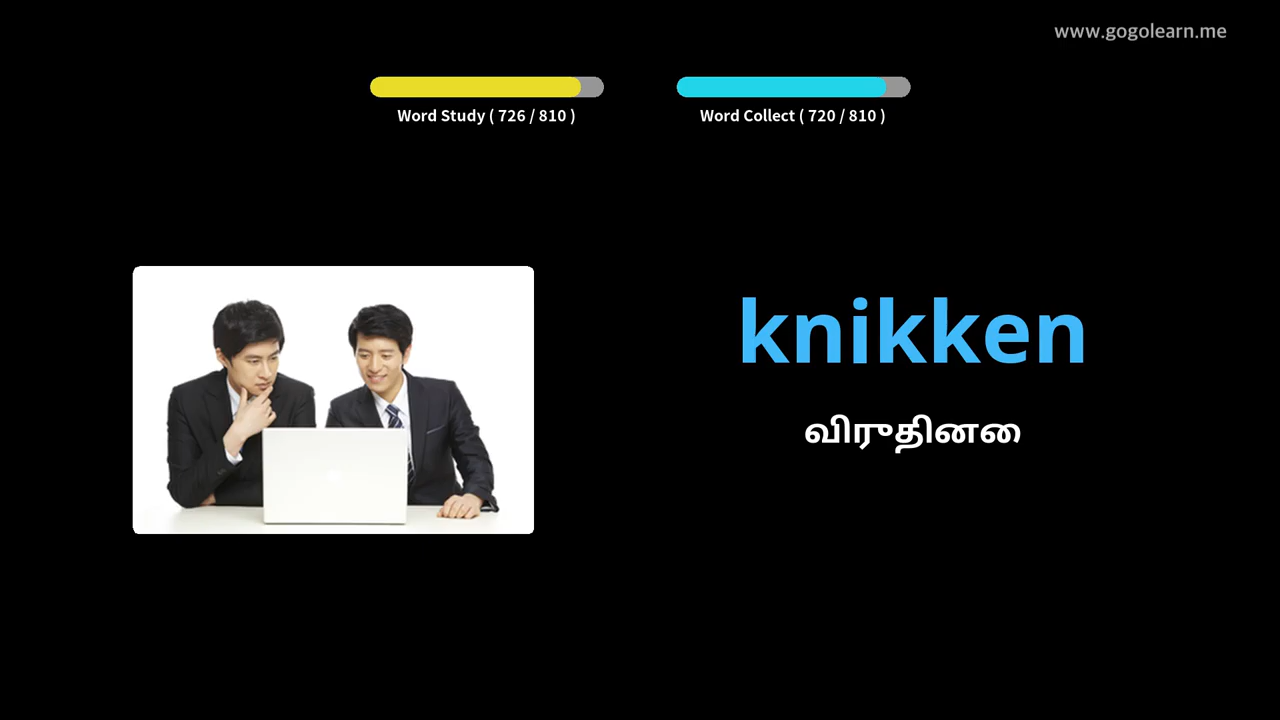 www.gogolearn.me
Word Study ( 726 / 810 )
Word Collect ( 720 / 810 )
knikken
விருதினை